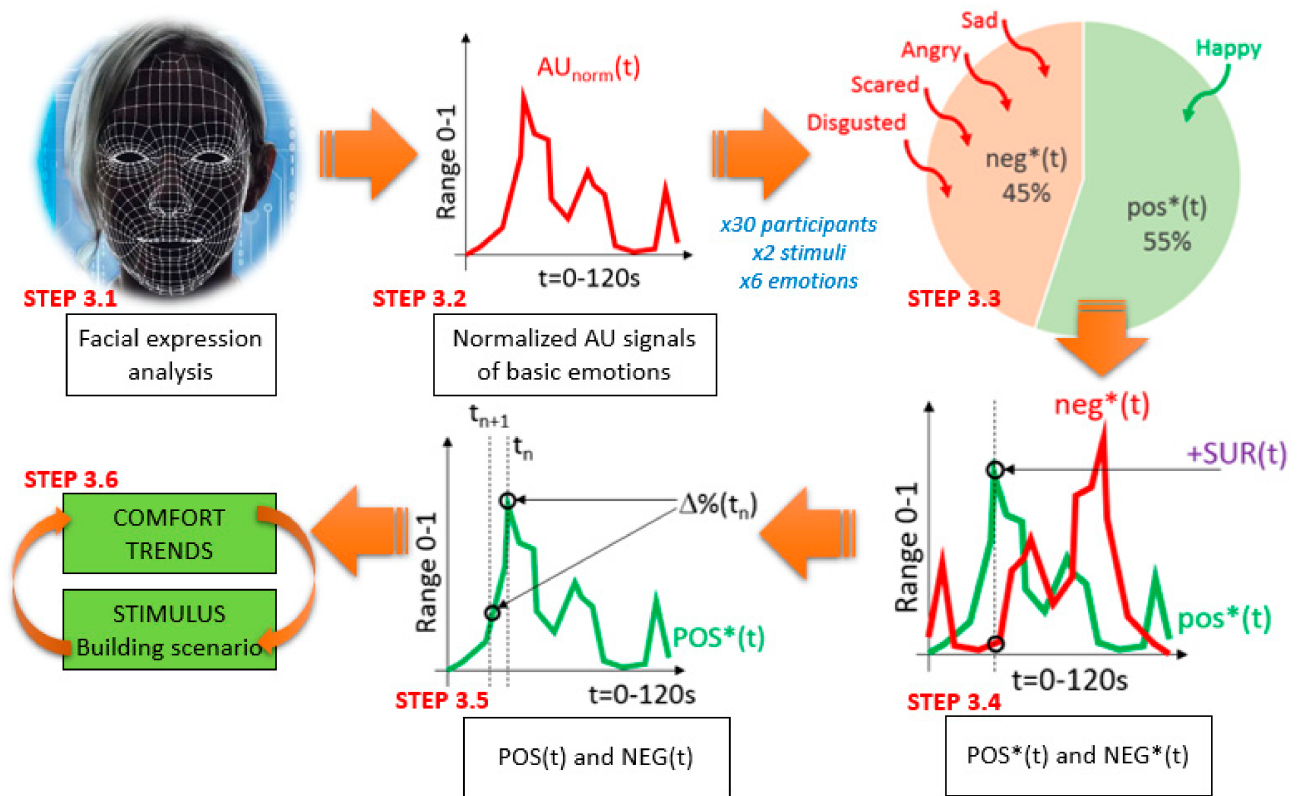 AUnorm(t)
Range 0-1
t=0-120s
STEP 3.1
Facial expression
analysis
STEP 3.2
Normalized AU signals
of basic emotions
x30 participants
x2 stimuli
x6 emotions
Sad
Angry
Scared
Disgusted
Happy
neg*(t)
45%
pos*(t)
55%
STEP 3.3
neg*(t)
+SUR(t)
Range 0-1
pos*(t)
t=0-120s
STEP 3.4
POS*(t) and NEG*(t)
tn+1
tn
Δ%(tn)
Range 0-1
POS*(t)
t=0-120s
STEP 3.5
POS(t) and NEG(t)
STEP 3.6
COMFORT
TRENDS
STIMULUS
Building scenario